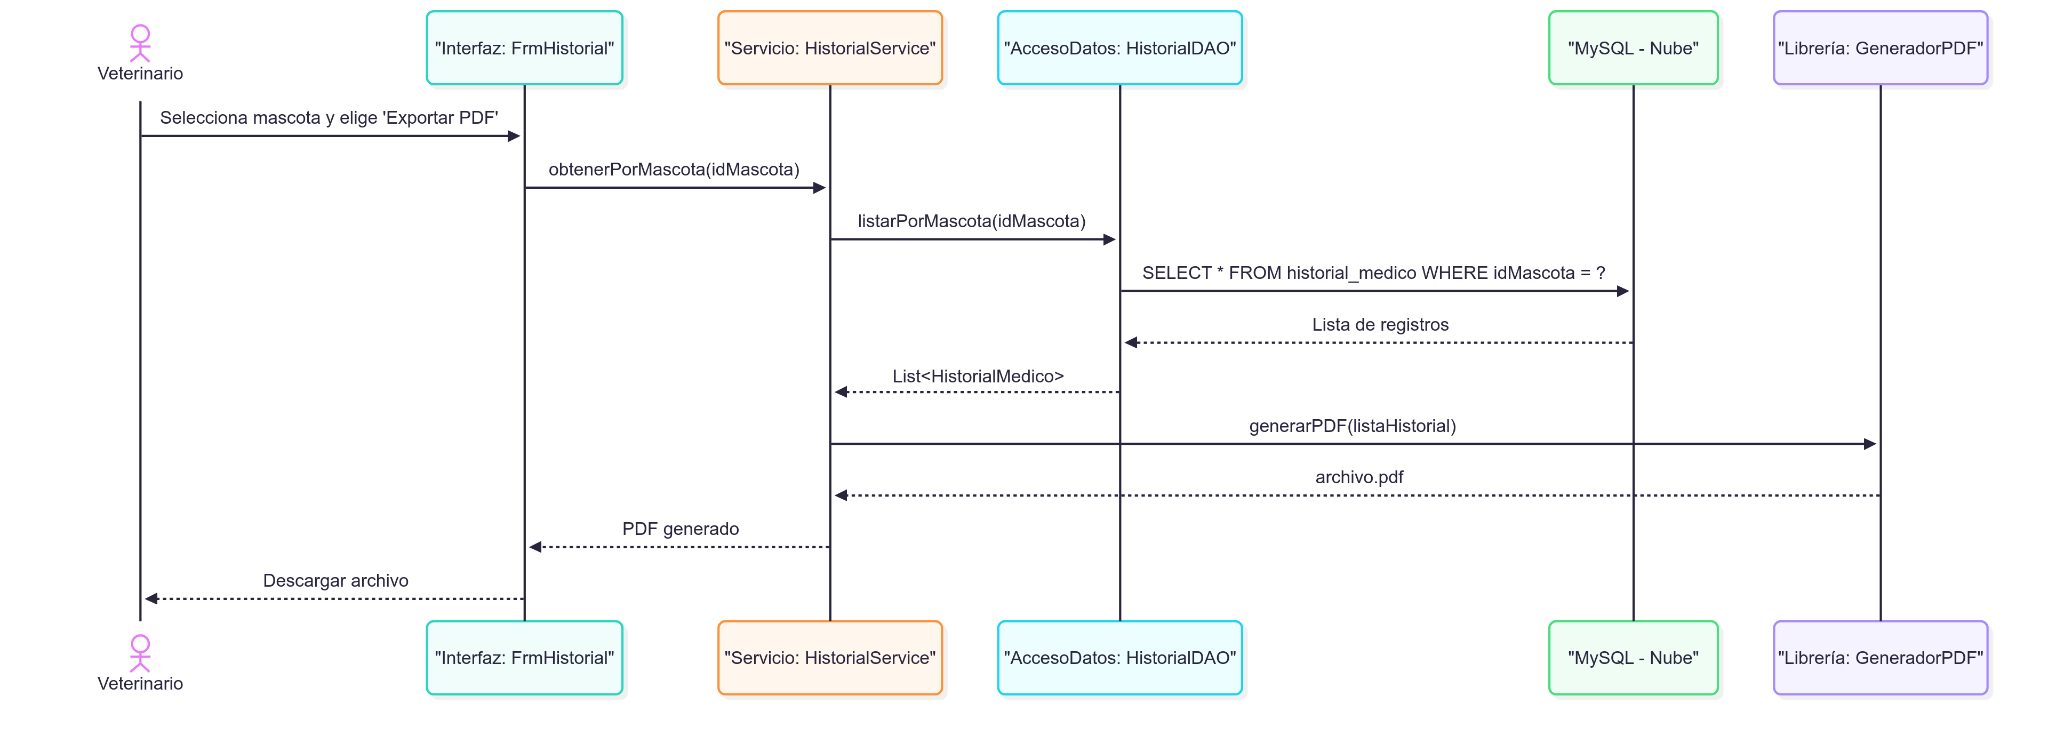 Veterinario
"Interfaz: FrmHistorial"
"Servicio: HistorialService"
"AccesoDatos: HistorialDAO"
"MySQL - Nube"
"Librería: GeneradorPDF"
Selecciona mascota y elige 'Exportar PDF'
obtenerPorMascota(idMascota)
listarPorMascota(idMascota)
SELECT * FROM historial_medico WHERE idMascota = ?
Lista de registros
List<HistorialMedico>
generarPDF(listaHistorial)
archivo.pdf
PDF generado
Descargar archivo
Veterinario
"Interfaz: FrmHistorial"
"Servicio: HistorialService"
"AccesoDatos: HistorialDAO"
"MySQL - Nube"
"Librería: GeneradorPDF"